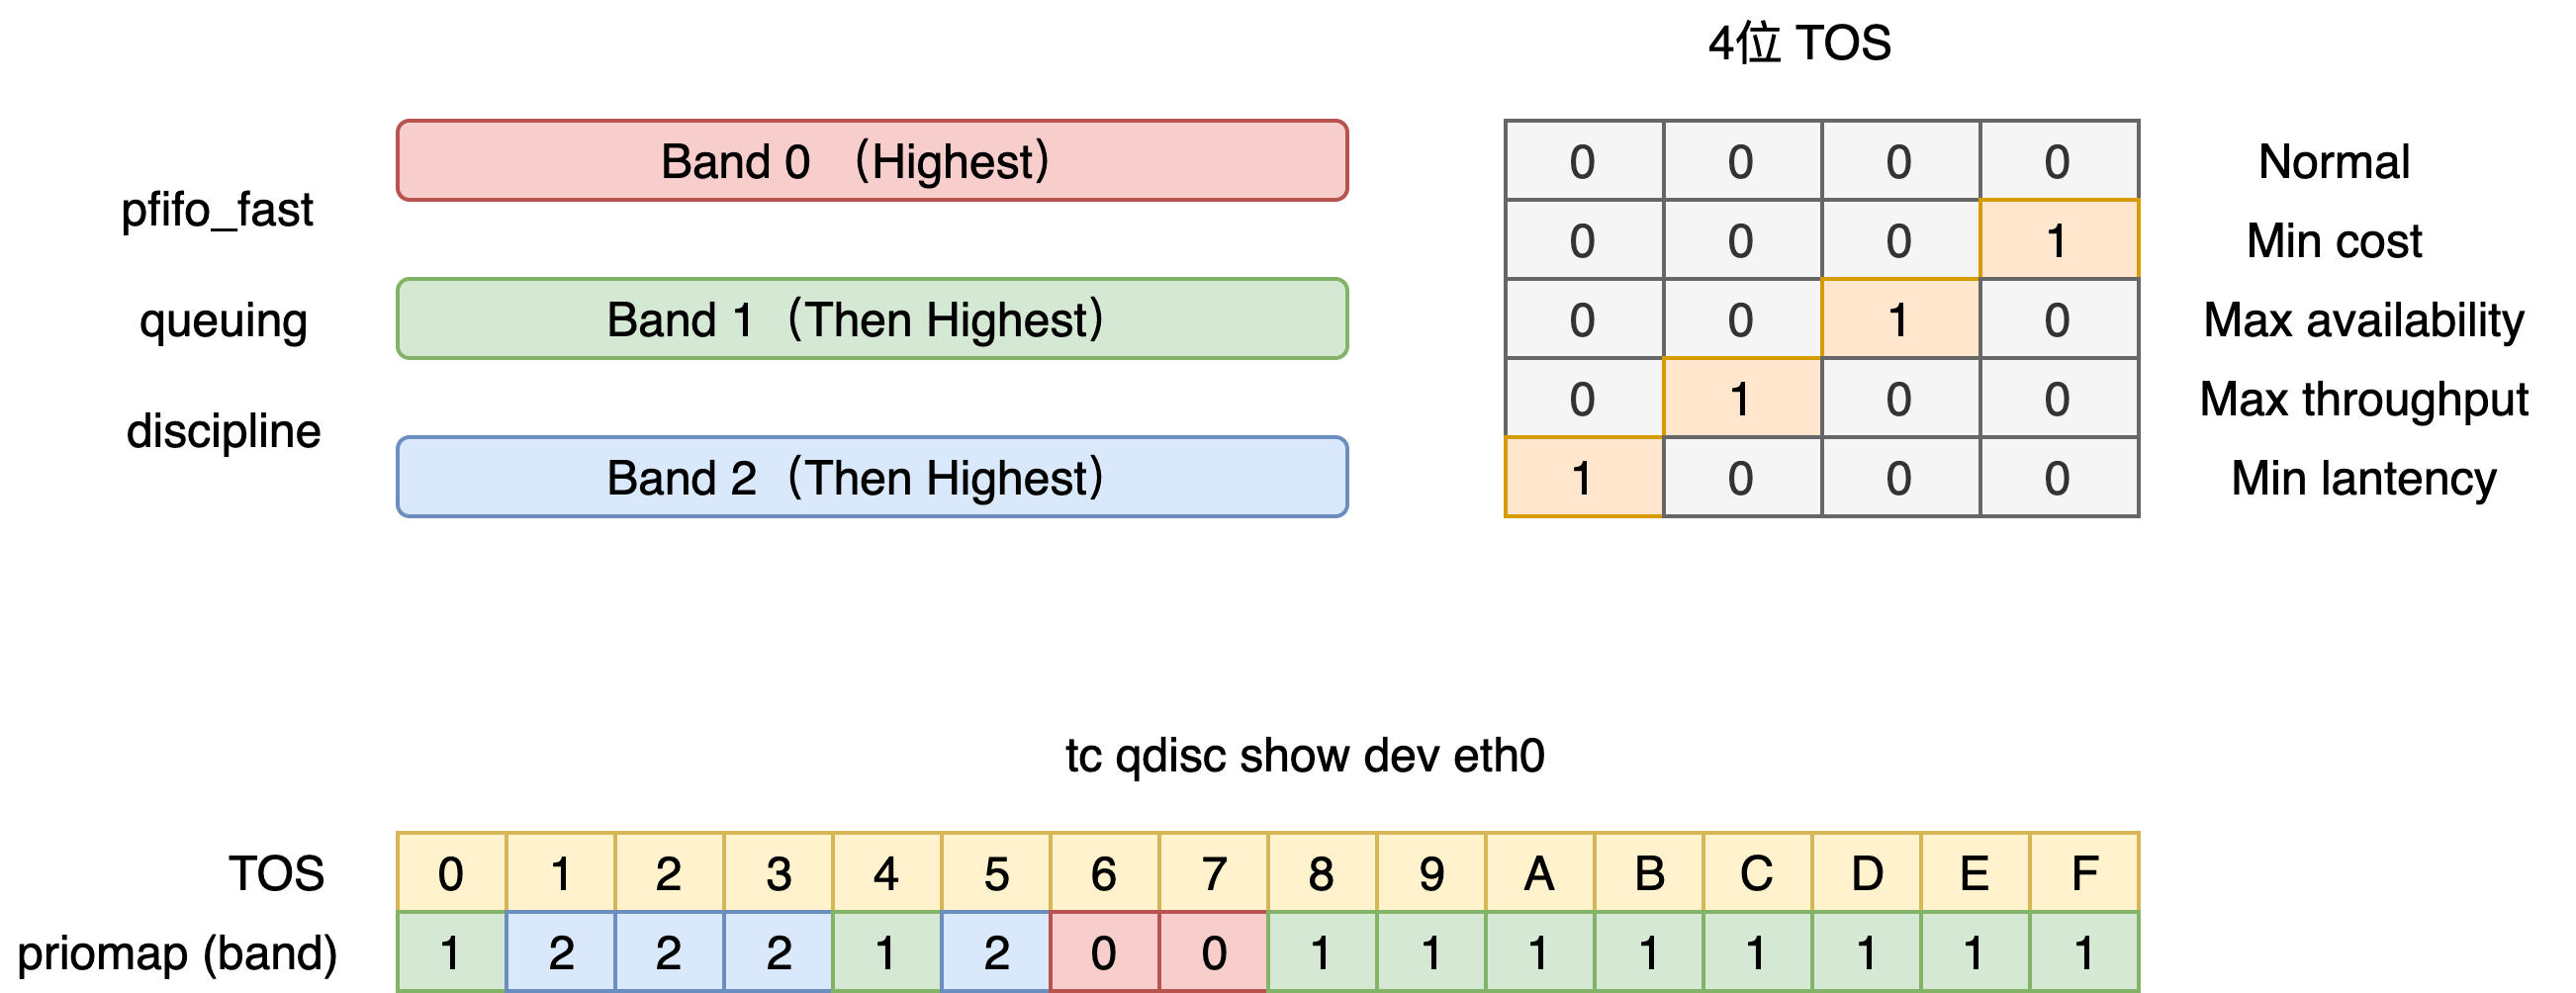 4位 TOS
pfifo_fast
queuing
discipline
Band 0 （Highest）
Band 1（Then Highest）
Band 2（Then Highest）
0 0 0 0 Normal
0 0 0 1 Min cost
0 0 1 0 Max availability
0 1 0 0 Max throughput
1 0 0 0 Min lantency
tc qdisc show dev eth0
TOS 0 1 2 3 4 5 6 7 8 9 A B C D E F
priomap (band) 1 2 2 2 1 2 0 0 1 1 1 1 1 1 1 1